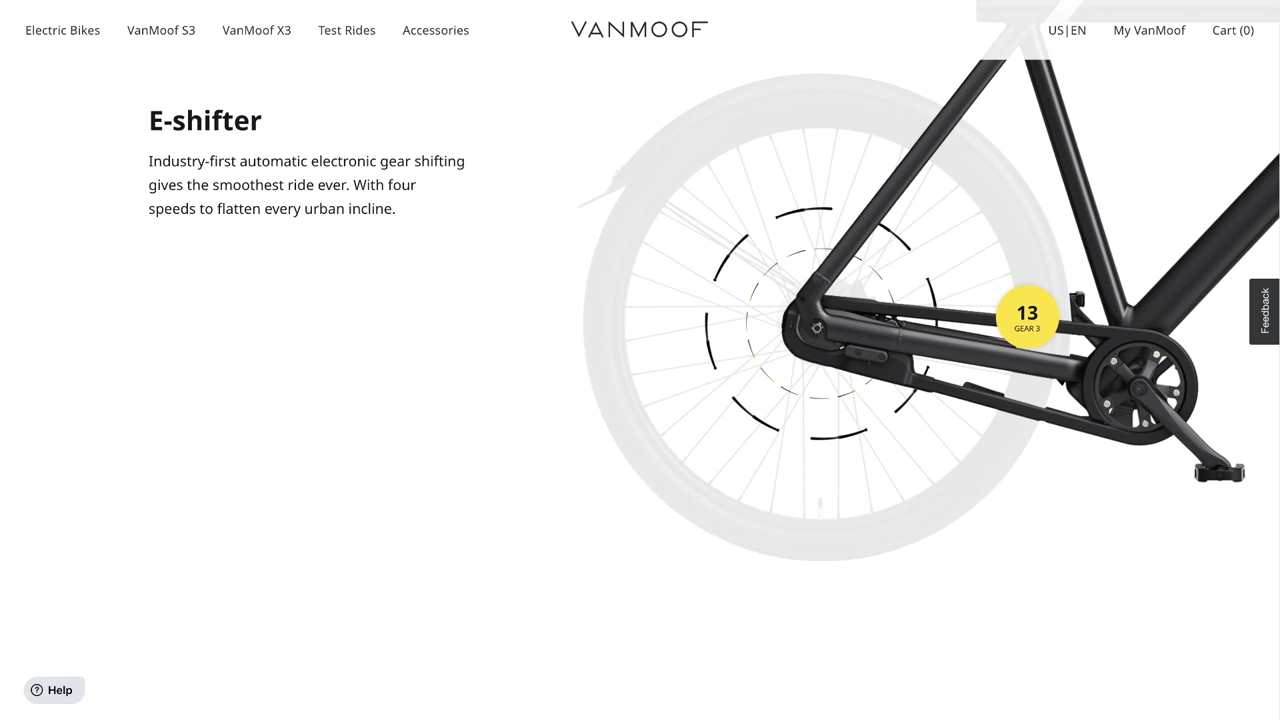 Electric Bikes
VanMoof S3
VanMoof X3
Test Rides
Accessories
VANMOOF
US|EN
My VanMoof
Cart (0)
E-shifter
Industry-first automatic electronic gear shifting
gives the smoothest ride ever. With four
speeds to flatten every urban incline.
13
GEAR 3
Feedback
Help